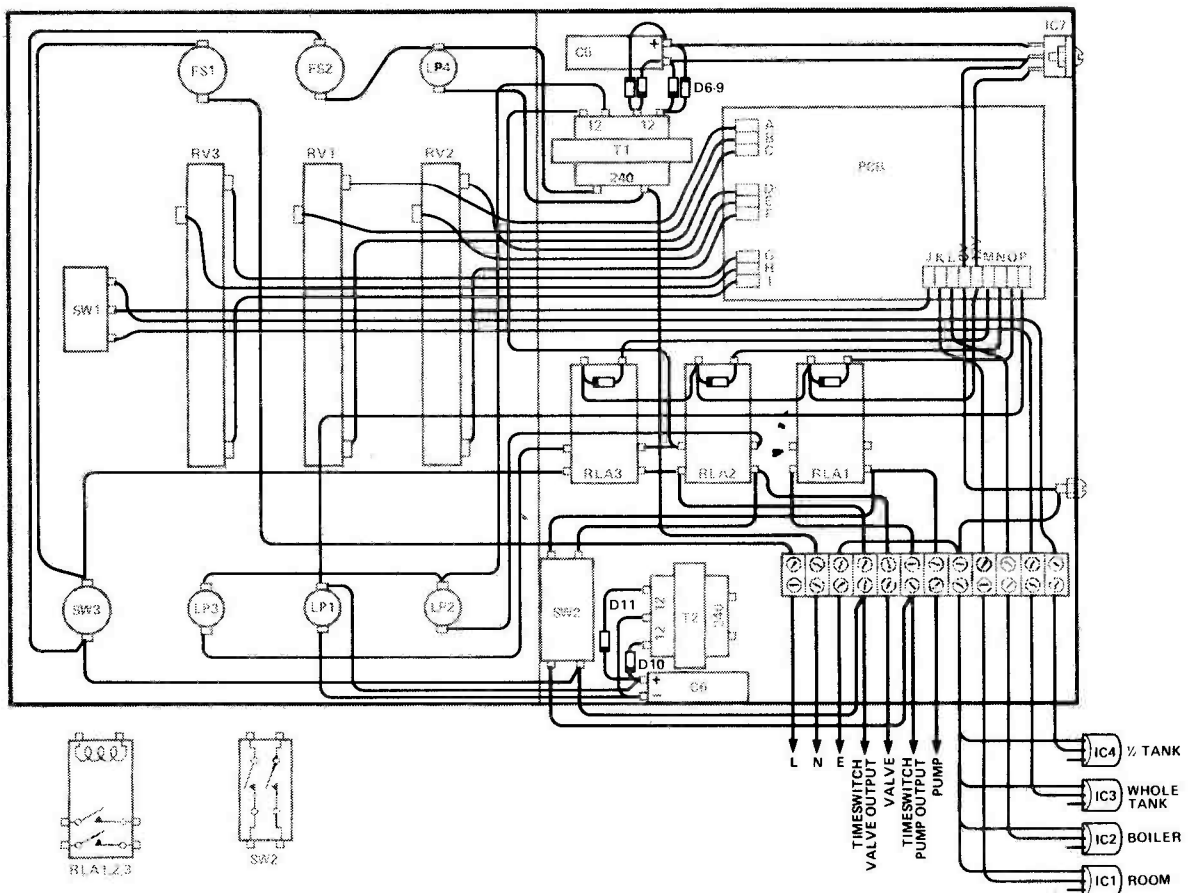 FS1
FS2
LP4
C5
+
D6-9
IC7
12
12
T1
240
RV3
RV1
RV2
A
B
C
PCB
D
E
F
G
H
I
J K L M N O P
SW1
RLA3
RLA2
RLA1
SW3
LP3
LP1
LP2
SW2
D11
12
12
T2
240
D10
+
−
C6
L
N
E
TIMESWITCH
VALVE OUTPUT
VALVE
TIMESWITCH
PUMP OUTPUT
PUMP
IC4 ½ TANK
IC3 WHOLE
TANK
IC2 BOILER
IC1 ROOM
RLA1,2,3
SW2